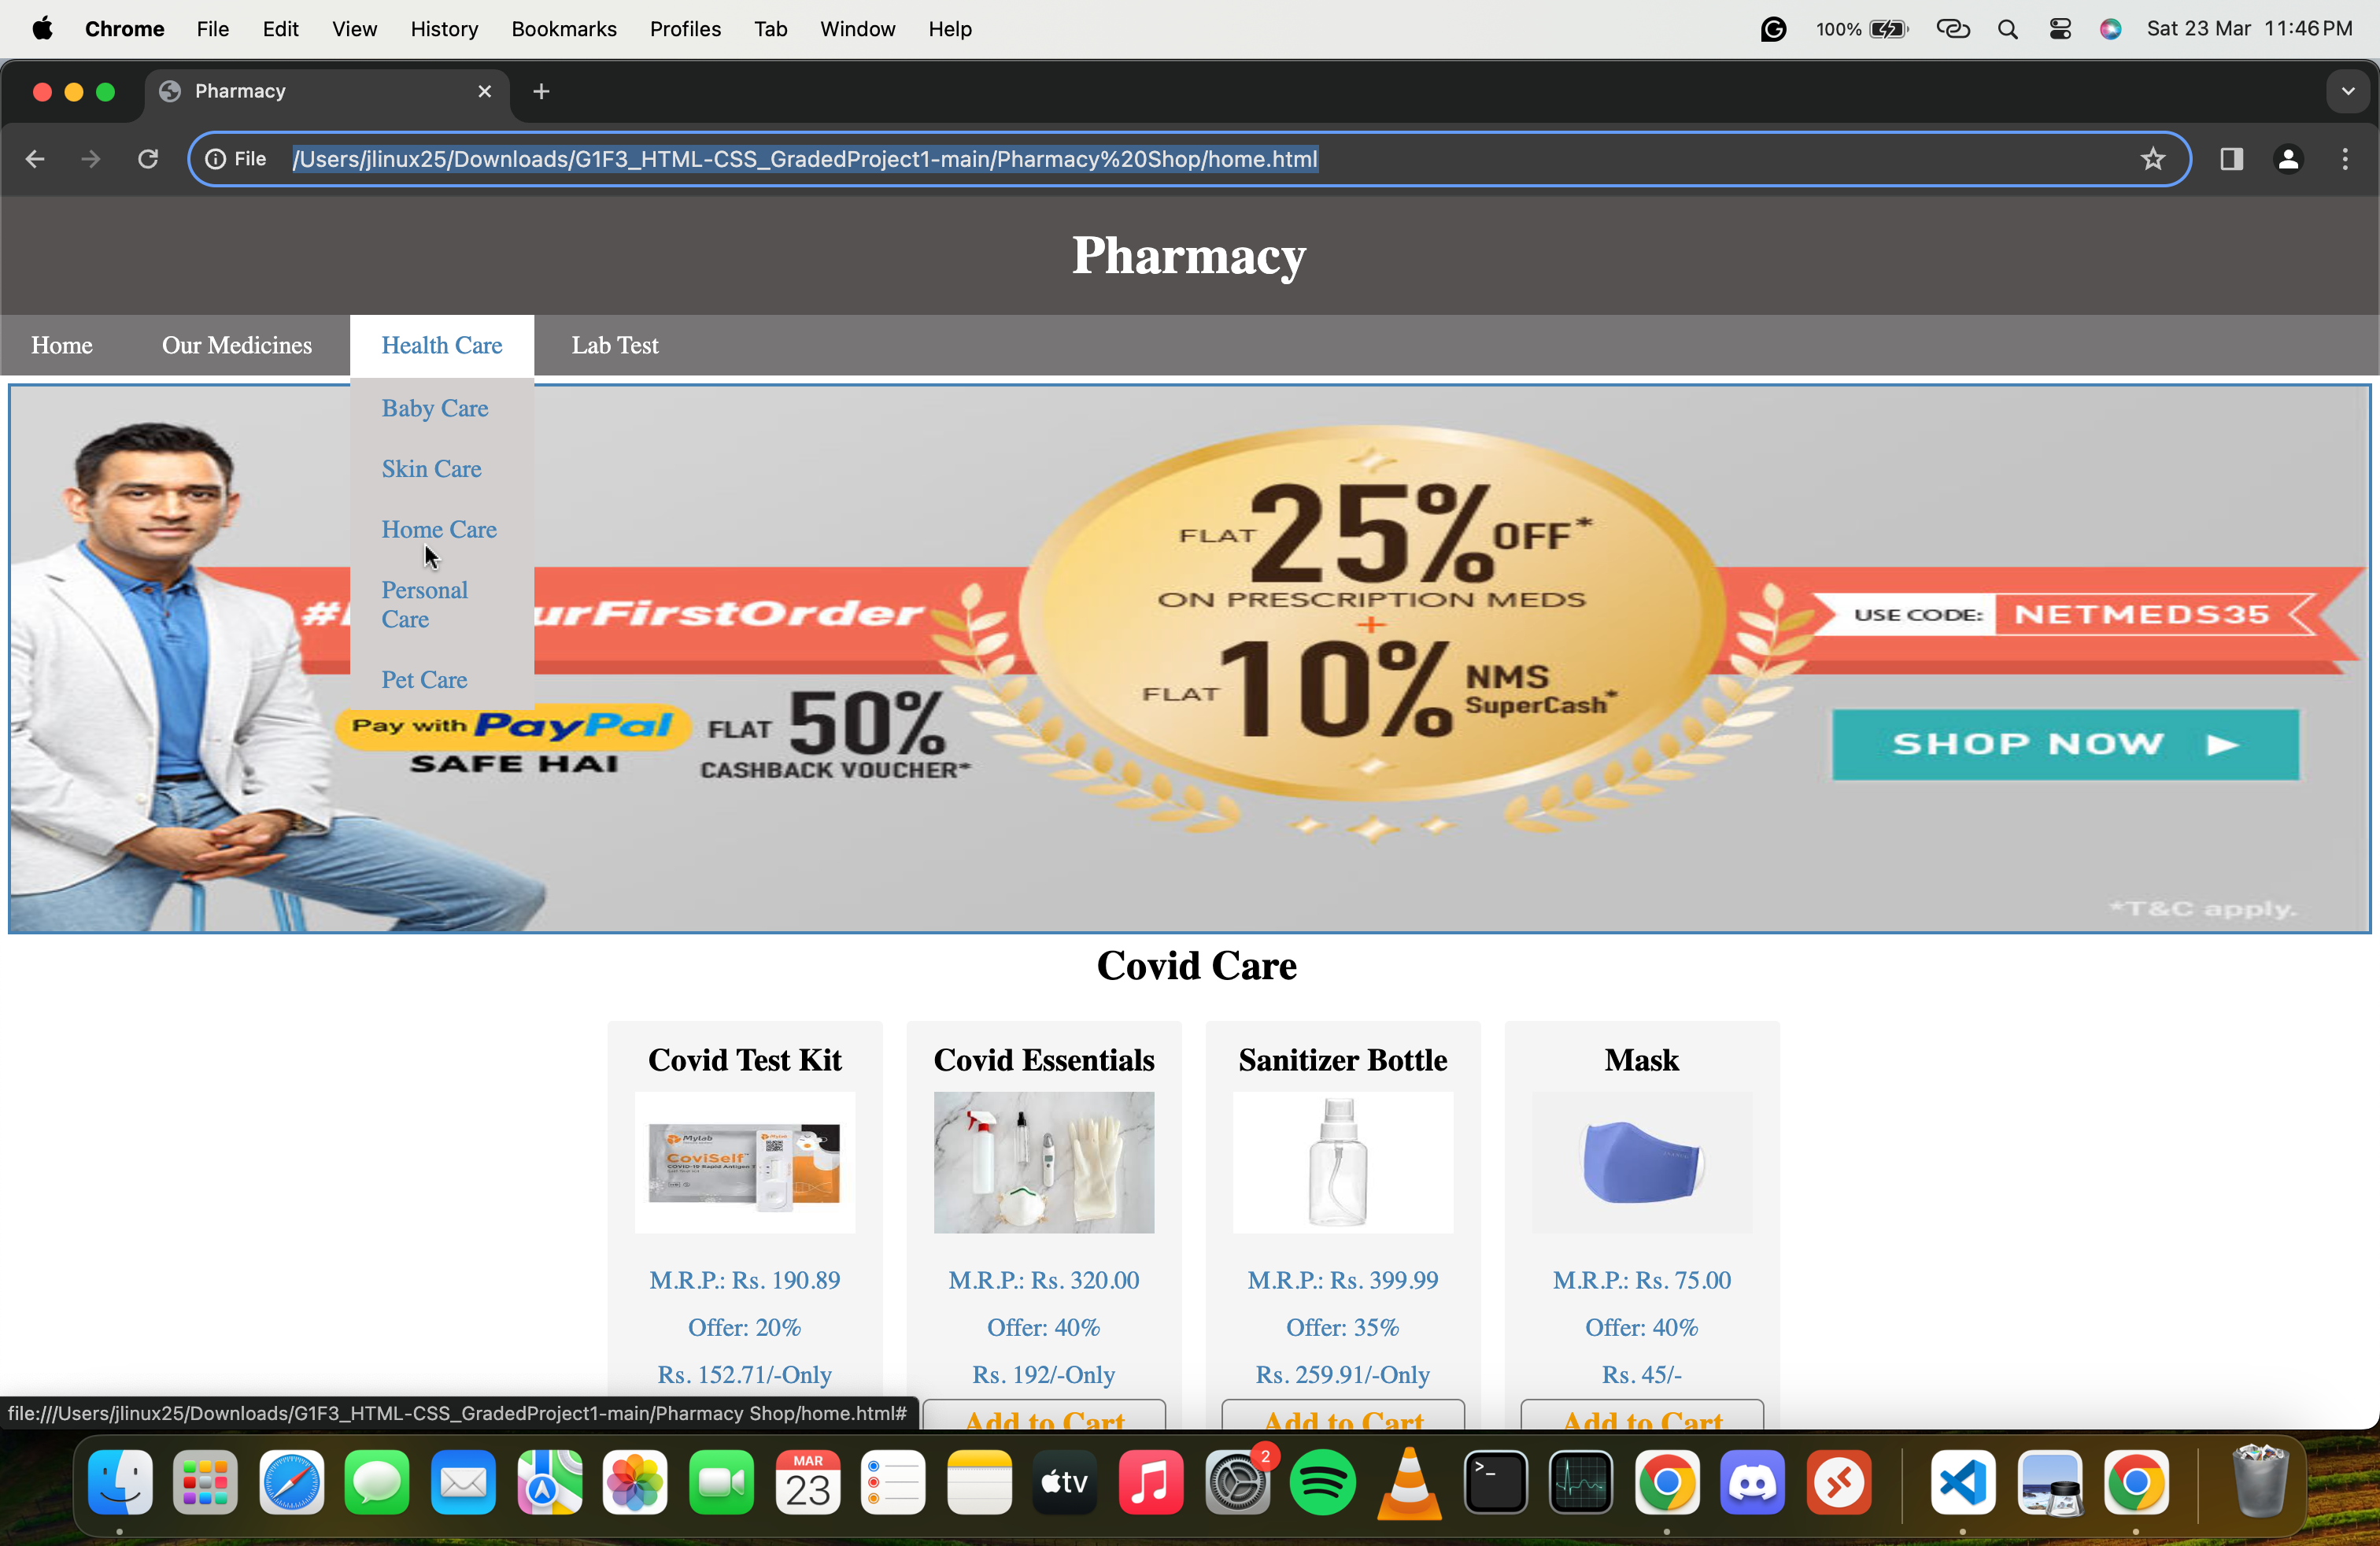 Chrome File Edit View History Bookmarks Profiles Tab Window Help 100% Sat 23 Mar 11:46 PM
Pharmacy
File /Users/jlinux25/Downloads/G1F3_HTML-CSS_GradedProject1-main/Pharmacy%20Shop/home.html
Pharmacy
Home Our Medicines Health Care Lab Test
Baby Care
Skin Care
Home Care
Personal
Care
Pet Care
urFirstOrder
Pay with PayPal
SAFE HAI
FLAT 50%
CASHBACK VOUCHER*
FLAT 25% OFF*
ON PRESCRIPTION MEDS
+
FLAT 10% NMS
SuperCash*
USE CODE: NETMEDS35
SHOP NOW
*T&C apply.
Covid Care
Covid Test Kit Covid Essentials Sanitizer Bottle Mask
Mylab
CoviSelf
M.R.P.: Rs. 190.89 M.R.P.: Rs. 320.00 M.R.P.: Rs. 399.99 M.R.P.: Rs. 75.00
Offer: 20% Offer: 40% Offer: 35% Offer: 40%
Rs. 152.71/-Only Rs. 192/-Only Rs. 259.91/-Only Rs. 45/-
Add to Cart Add to Cart Add to Cart
file:///Users/jlinux25/Downloads/G1F3_HTML-CSS_GradedProject1-main/Pharmacy Shop/home.html#
MAR
23
tv
2